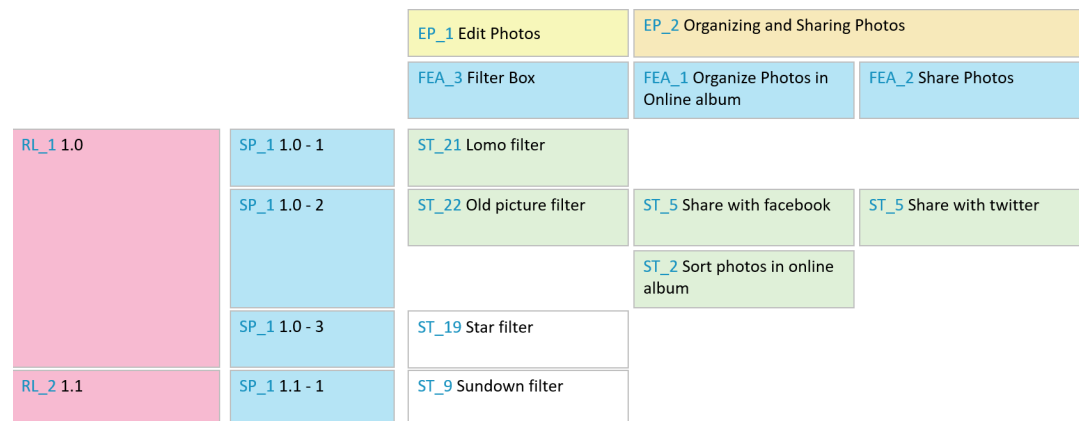 EP_1 Edit Photos
EP_2 Organizing and Sharing Photos
FEA_3 Filter Box
FEA_1 Organize Photos in
Online album
FEA_2 Share Photos
RL_1 1.0
SP_1 1.0 - 1
ST_21 Lomo filter
SP_1 1.0 - 2
ST_22 Old picture filter
ST_5 Share with facebook
ST_5 Share with twitter
ST_2 Sort photos in online
album
SP_1 1.0 - 3
ST_19 Star filter
RL_2 1.1
SP_1 1.1 - 1
ST_9 Sundown filter